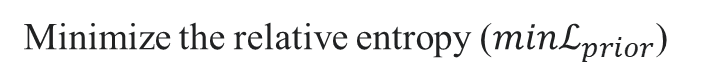 Minimize the relative entropy (minℒ_prior)